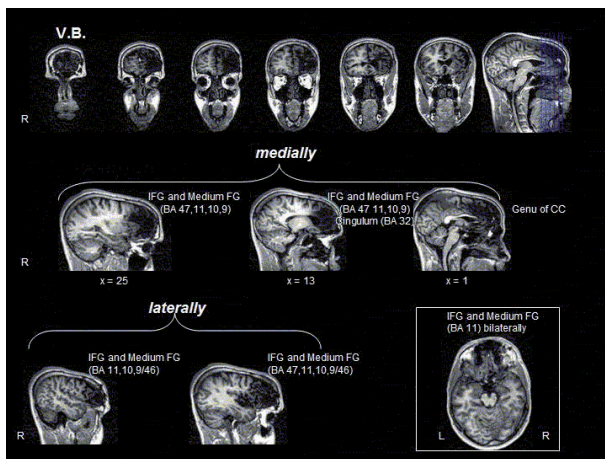 V.B.
R
medially
IFG and Medium FG
(BA 47,11,10,9)
IFG and Medium FG
(BA 47 11,10,9)
Cingulum (BA 32)
Genu of CC
R
x = 25
x = 13
x = 1
laterally
IFG and Medium FG
(BA 11,10,9/46)
IFG and Medium FG
(BA 47,11,10,9/46)
R
IFG and Medium FG
(BA 11) bilaterally
L
R